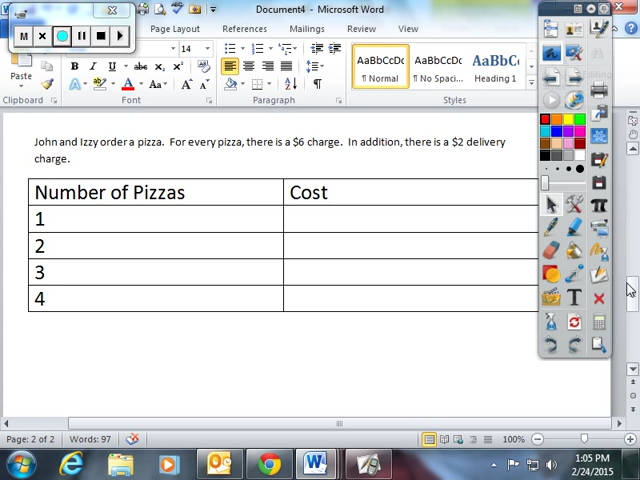 Document4 - Microsoft Word
Page Layout References Mailings Review View
14
Paste
AaBbCcDc AaBbCcDc AaBbC
¶ Normal ¶ No Spaci... Heading 1
Clipboard Font Paragraph Styles
John and Izzy order a pizza. For every pizza, there is a $6 charge. In addition, there is a $2 delivery
charge.
Number of Pizzas Cost
1
2
3
4
Page: 2 of 2 Words: 97 100%
1:05 PM
2/24/2015